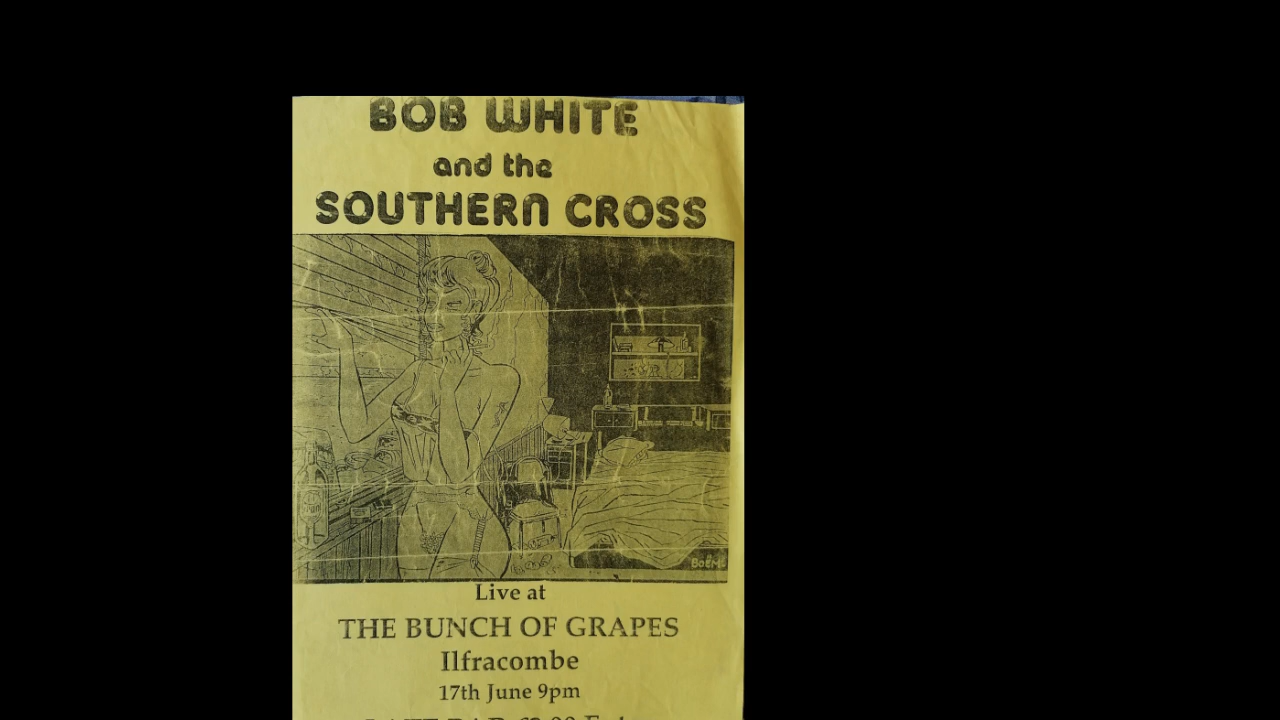 BOB WHITE
and the
SOUTHERN CROSS
Live at
THE BUNCH OF GRAPES
Ilfracombe
17th June 9pm